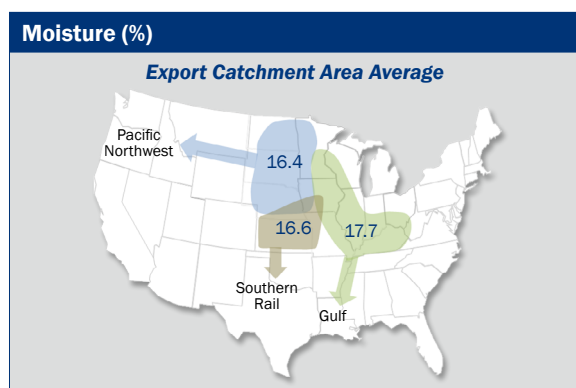 Moisture (%)
Export Catchment Area Average
Pacific
Northwest
16.4
16.6
17.7
Southern
Rail
Gulf